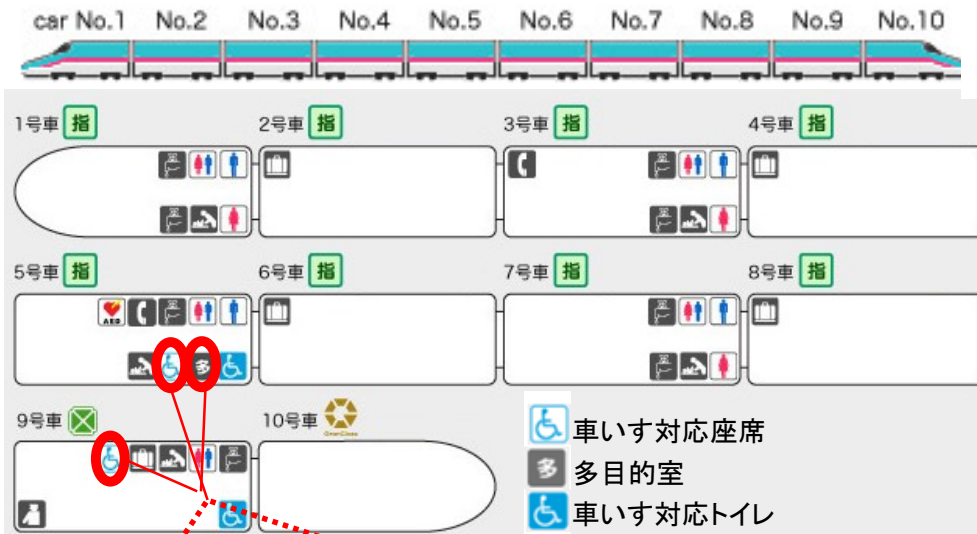 car No.1 No.2 No.3 No.4 No.5 No.6 No.7 No.8 No.9 No.10
1号車 指 2号車 指 3号車 指 4号車 指
5号車 指 6号車 指 7号車 指 8号車 指
AED
多
9号車 10号車
GranClass
車いす対応座席
多 多目的室
車いす対応トイレ